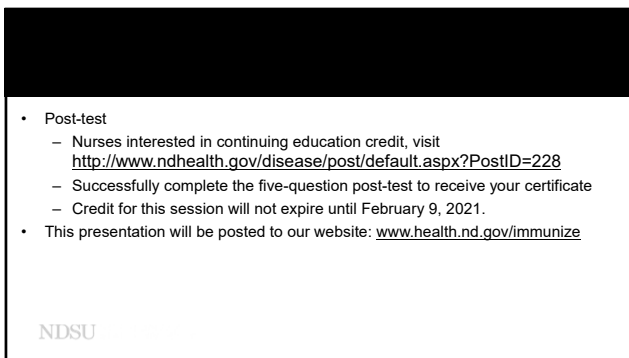 • Post-test
– Nurses interested in continuing education credit, visit
http://www.ndhealth.gov/disease/post/default.aspx?PostID=228
– Successfully complete the five-question post-test to receive your certificate
– Credit for this session will not expire until February 9, 2021.
• This presentation will be posted to our website: www.health.nd.gov/immunize
NDSU